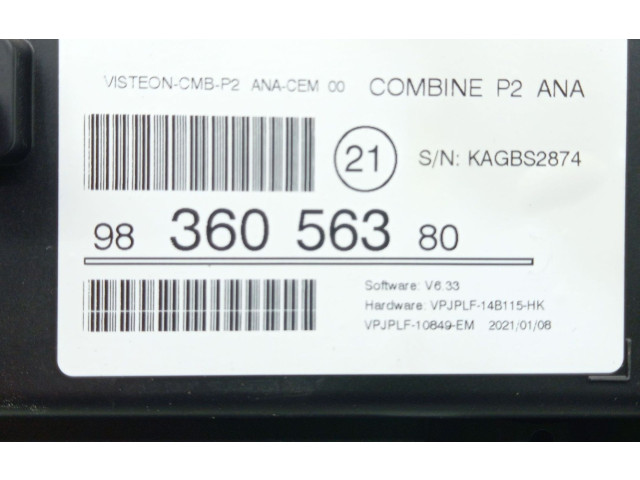 VISTEON-CMB-P2 ANA-CEM 00 COMBINE P2 ANA
21 S/N: KAGBS2874
98 360 563 80
Software: V6.33
Hardware: VPJPLF-14B115-HK
VPJPLF-10849-EM 2021/01/08